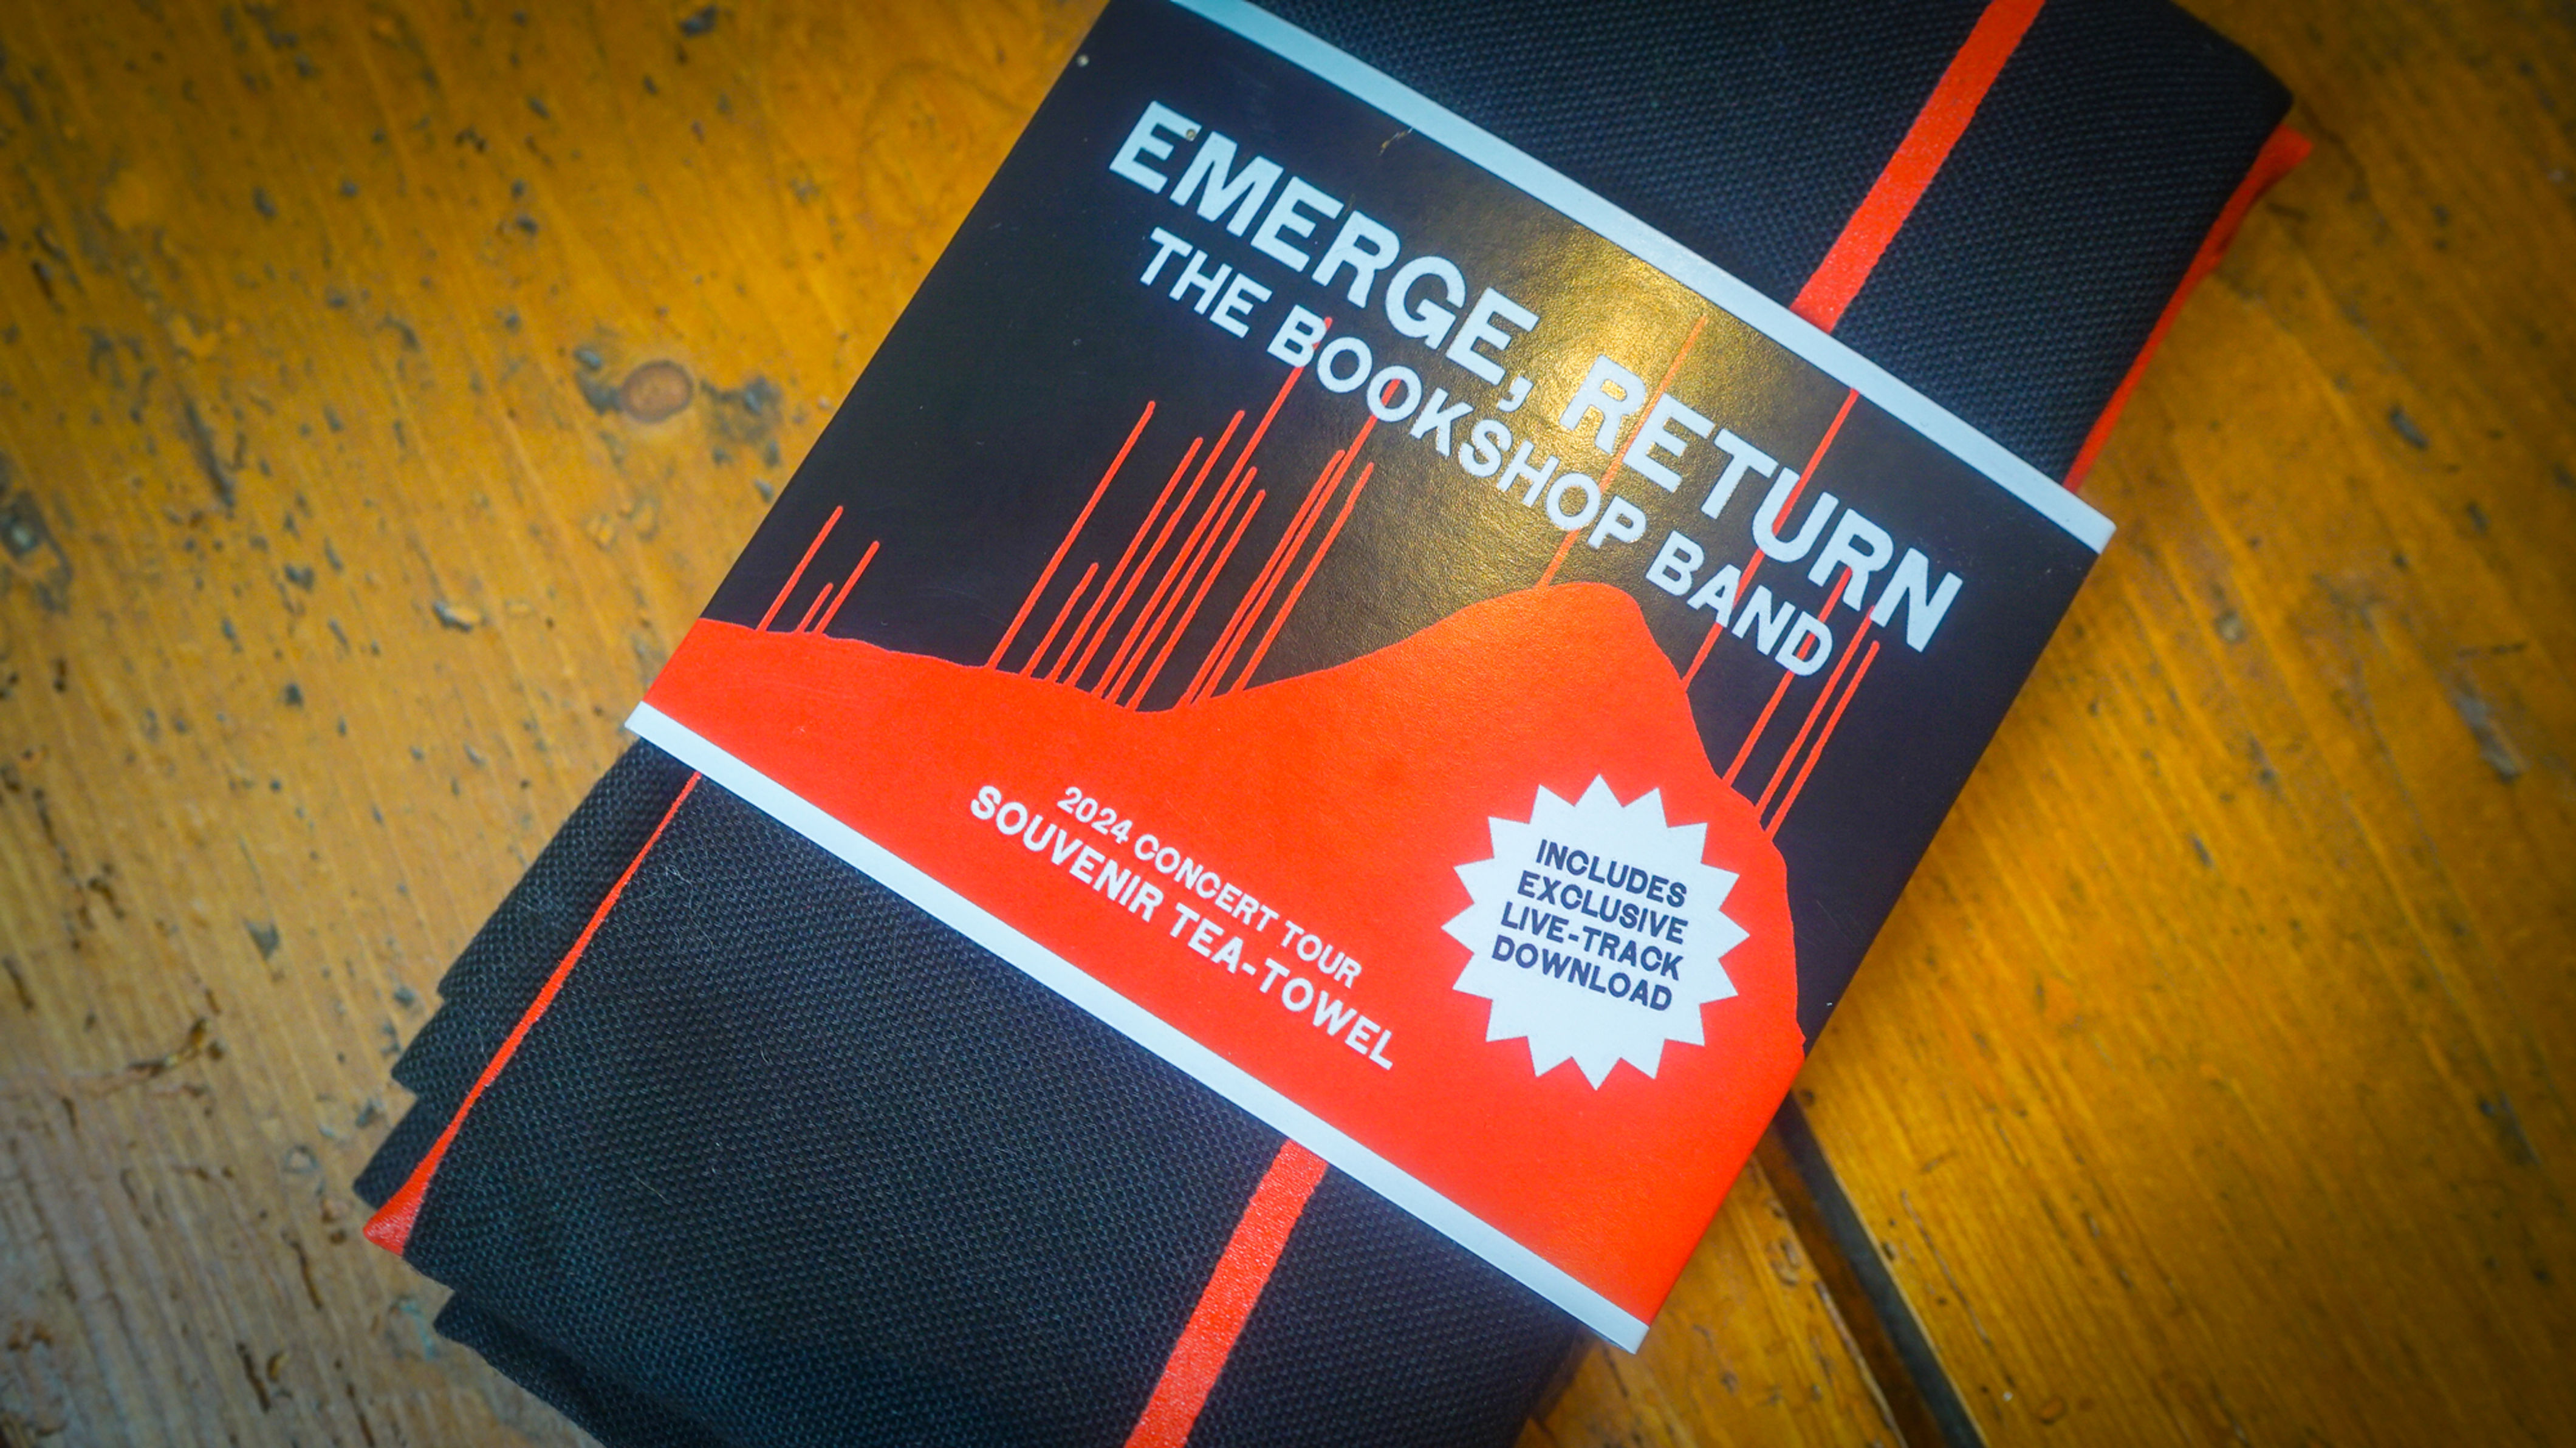 EMERGE, RETURN
THE BOOKSHOP BAND
2024 CONCERT TOUR
SOUVENIR TEA-TOWEL
INCLUDES
EXCLUSIVE
LIVE-TRACK
DOWNLOAD